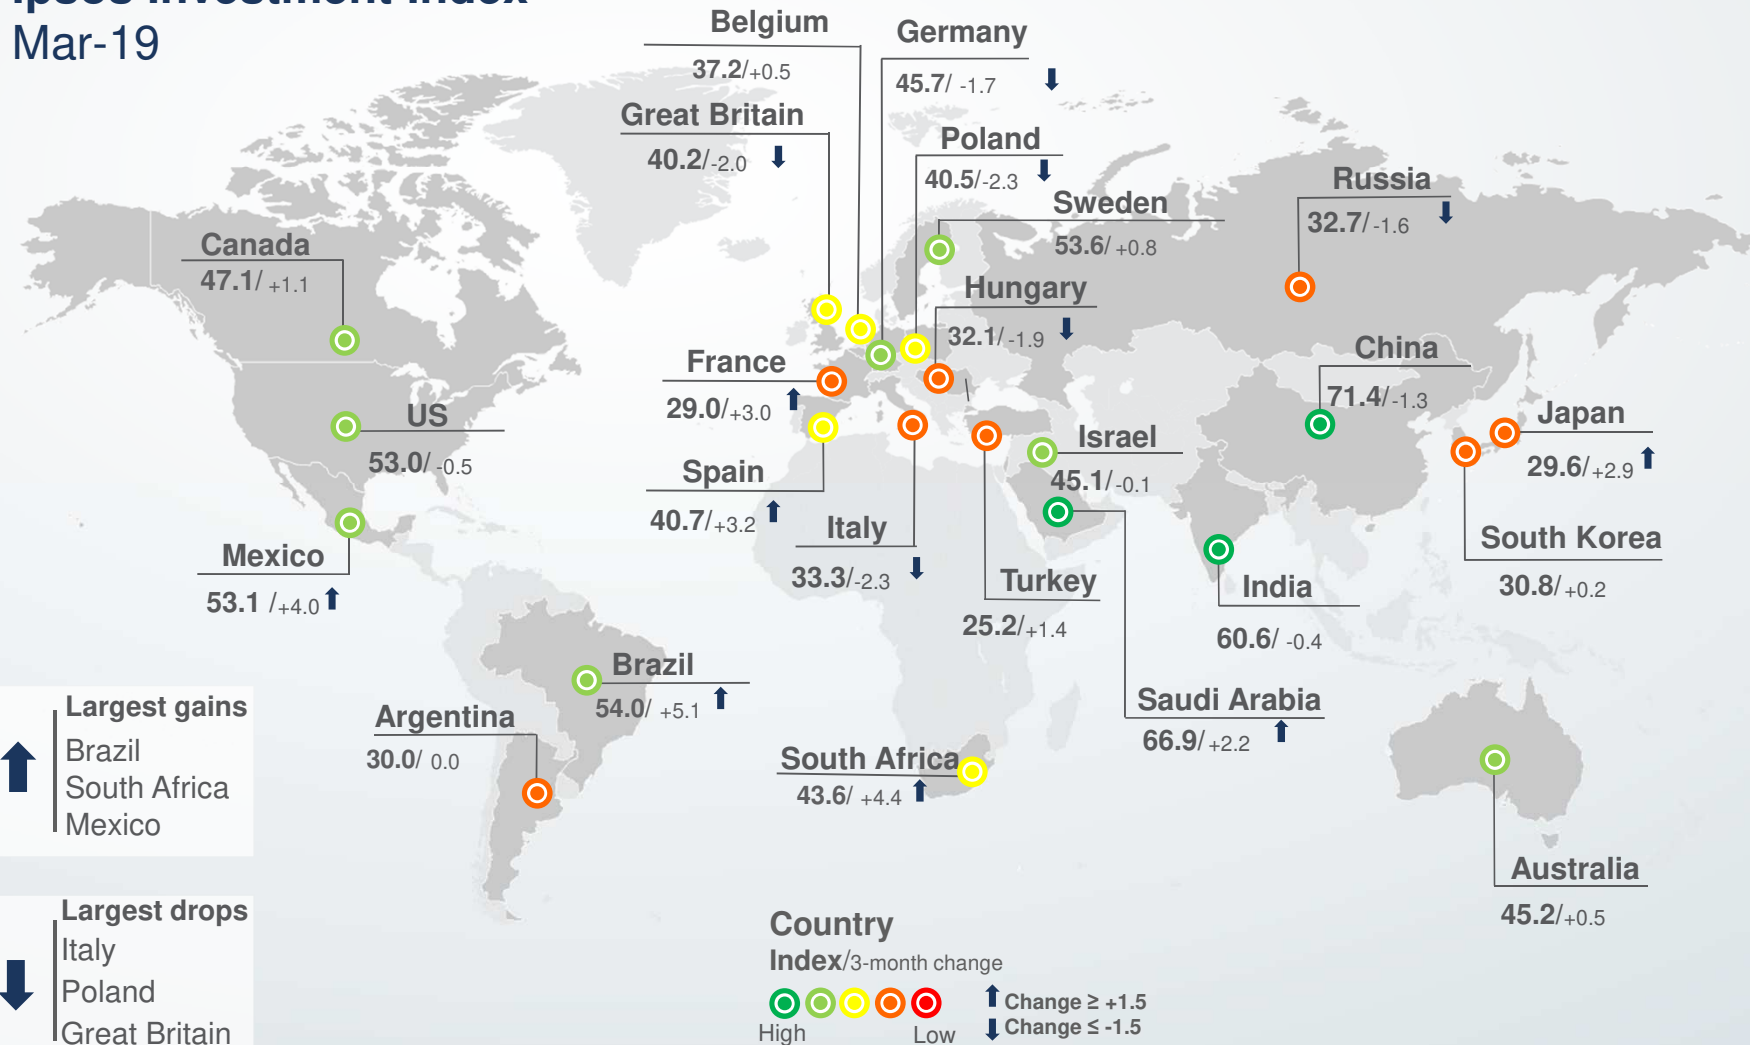 Ipsos Investment Index
Mar-19
Belgium
37.2/+0.5
Germany
45.7/ -1.7
Great Britain
40.2/-2.0
Poland
40.5/-2.3
Sweden
53.6/ +0.8
Russia
32.7/-1.6
Canada
47.1/ +1.1
Hungary
32.1/ -1.9
France
29.0/+3.0
China
71.4/-1.3
US
53.0/ -0.5
Japan
29.6/+2.9
Israel
45.1/-0.1
Spain
40.7/+3.2
Italy
33.3/-2.3
South Korea
30.8/+0.2
Mexico
53.1 /+4.0
Turkey
25.2/+1.4
India
60.6/ -0.4
Brazil
54.0/ +5.1
Argentina
30.0/ 0.0
Saudi Arabia
66.9/+2.2
South Africa
43.6/ +4.4
Australia
45.2/+0.5
Largest gains
Brazil
South Africa
Mexico
Largest drops
Italy
Poland
Great Britain
Country
Index/3-month change
High
Low
Change ≥ +1.5
Change ≤ -1.5